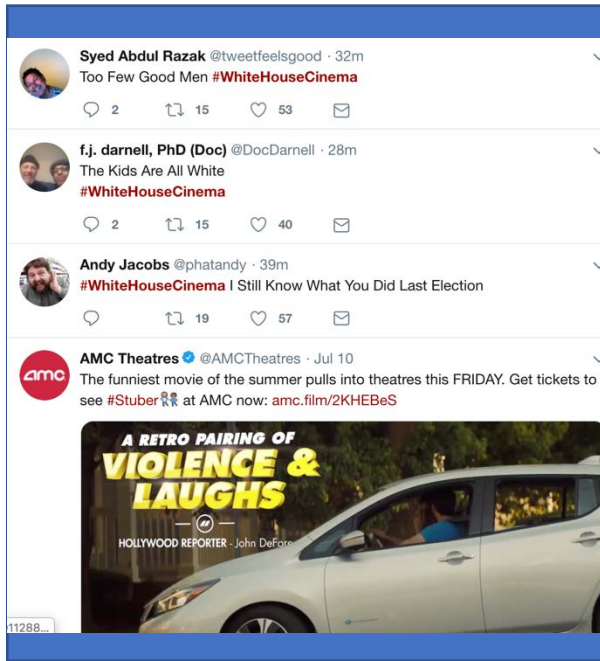 Syed Abdul Razak @tweetfeelsgood · 32m
Too Few Good Men #WhiteHouseCinema
2 15 53
f.j. darnell, PhD (Doc) @DocDarnell · 28m
The Kids Are All White
#WhiteHouseCinema
2 15 40
Andy Jacobs @phatandy · 39m
#WhiteHouseCinema I Still Know What You Did Last Election
19 57
amc
AMC Theatres @AMCTheatres · Jul 10
The funniest movie of the summer pulls into theatres this FRIDAY. Get tickets to
see #Stuber at AMC now: amc.film/2KHEBeS
A RETRO PAIRING OF
VIOLENCE &
LAUGHS
HOLLYWOOD REPORTER - John DeFore
11288...